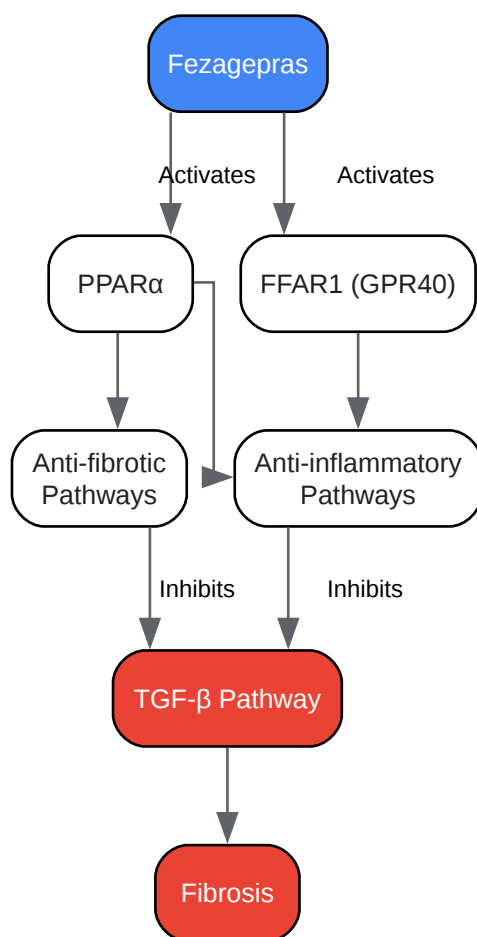 Fezagepras
Activates
Activates
PPARα
FFAR1 (GPR40)
Anti-fibrotic
Pathways
Anti-inflammatory
Pathways
Inhibits
Inhibits
TGF-β Pathway
Fibrosis